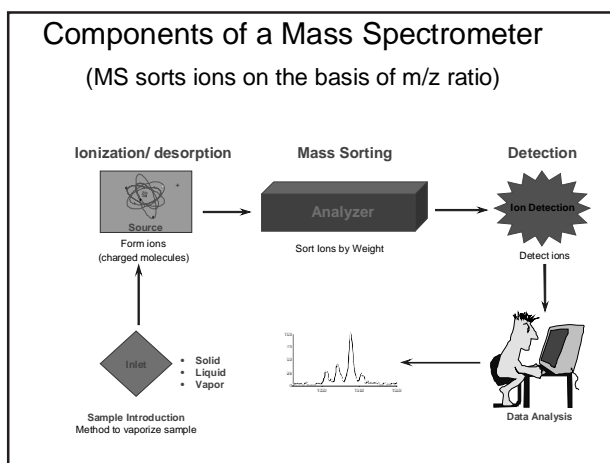 Components of a Mass Spectrometer
(MS sorts ions on the basis of m/z ratio)
Ionization/ desorption
Mass Sorting
Detection
Source
Analyzer
Ion Detection
Form ions
(charged molecules)
Sort Ions by Weight
Detect ions
Inlet
• Solid
• Liquid
• Vapor
Sample Introduction
Method to vaporize sample
Data Analysis